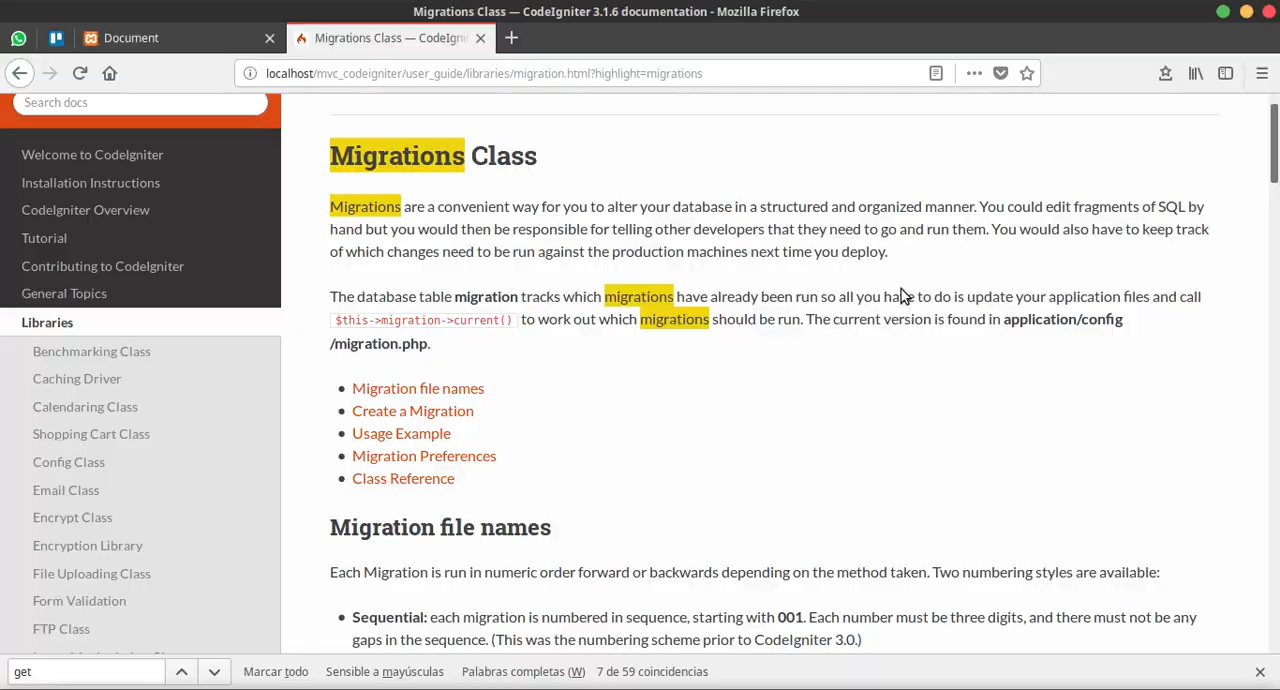 Migrations Class — CodeIgniter 3.1.6 documentation - Mozilla Firefox
Document
Migrations Class — CodeIgni
localhost/mvc_codeigniter/user_guide/libraries/migration.html?highlight=migrations
Search docs
Welcome to CodeIgniter
Installation Instructions
CodeIgniter Overview
Tutorial
Contributing to CodeIgniter
General Topics
Libraries
Benchmarking Class
Caching Driver
Calendaring Class
Shopping Cart Class
Config Class
Email Class
Encrypt Class
Encryption Library
File Uploading Class
Form Validation
FTP Class
Migrations Class
Migrations are a convenient way for you to alter your database in a structured and organized manner. You could edit fragments of SQL by
hand but you would then be responsible for telling other developers that they need to go and run them. You would also have to keep track
of which changes need to be run against the production machines next time you deploy.
The database table migration tracks which migrations have already been run so all you have to do is update your application files and call
$this->migration->current() to work out which migrations should be run. The current version is found in application/config
/migration.php.
• Migration file names
• Create a Migration
• Usage Example
• Migration Preferences
• Class Reference
Migration file names
Each Migration is run in numeric order forward or backwards depending on the method taken. Two numbering styles are available:
• Sequential: each migration is numbered in sequence, starting with 001. Each number must be three digits, and there must not be any
gaps in the sequence. (This was the numbering scheme prior to CodeIgniter 3.0.)
get
Marcar todo
Sensible a mayúsculas
Palabras completas (W)
7 de 59 coincidencias